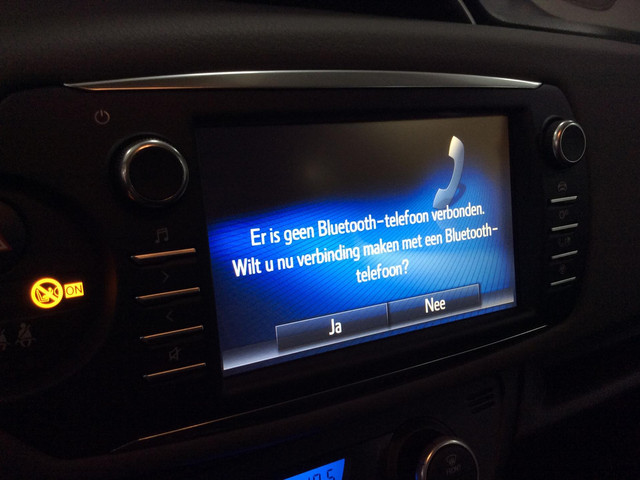 Er is geen Bluetooth-telefoon verbonden.
Wilt u nu verbinding maken met een Bluetooth-
telefoon?
Ja
Nee
ON